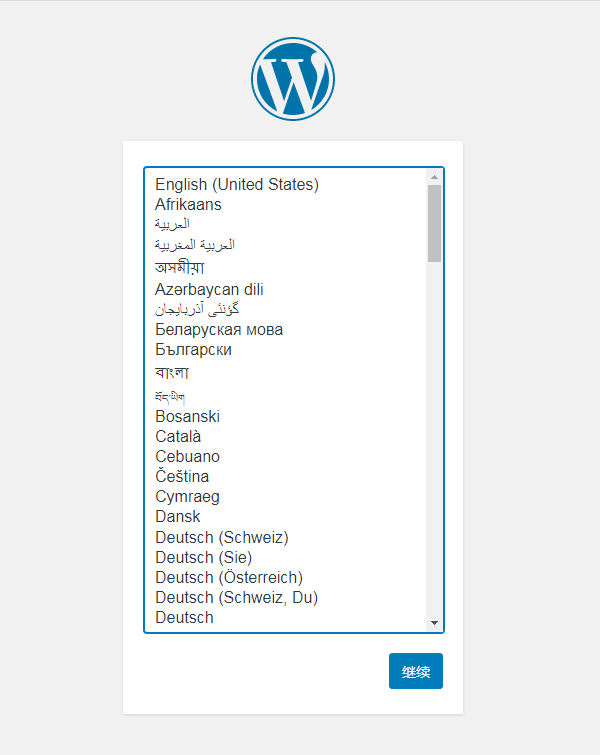 English (United States)
Afrikaans
العربية
العربية المغربية
অসমীয়া
Azərbaycan dili
گؤنئی آذربایجان
Беларуская мова
Български
বাংলা
བོད་ཡིག
Bosanski
Català
Cebuano
Čeština
Cymraeg
Dansk
Deutsch (Schweiz)
Deutsch (Sie)
Deutsch (Österreich)
Deutsch (Schweiz, Du)
Deutsch
继续